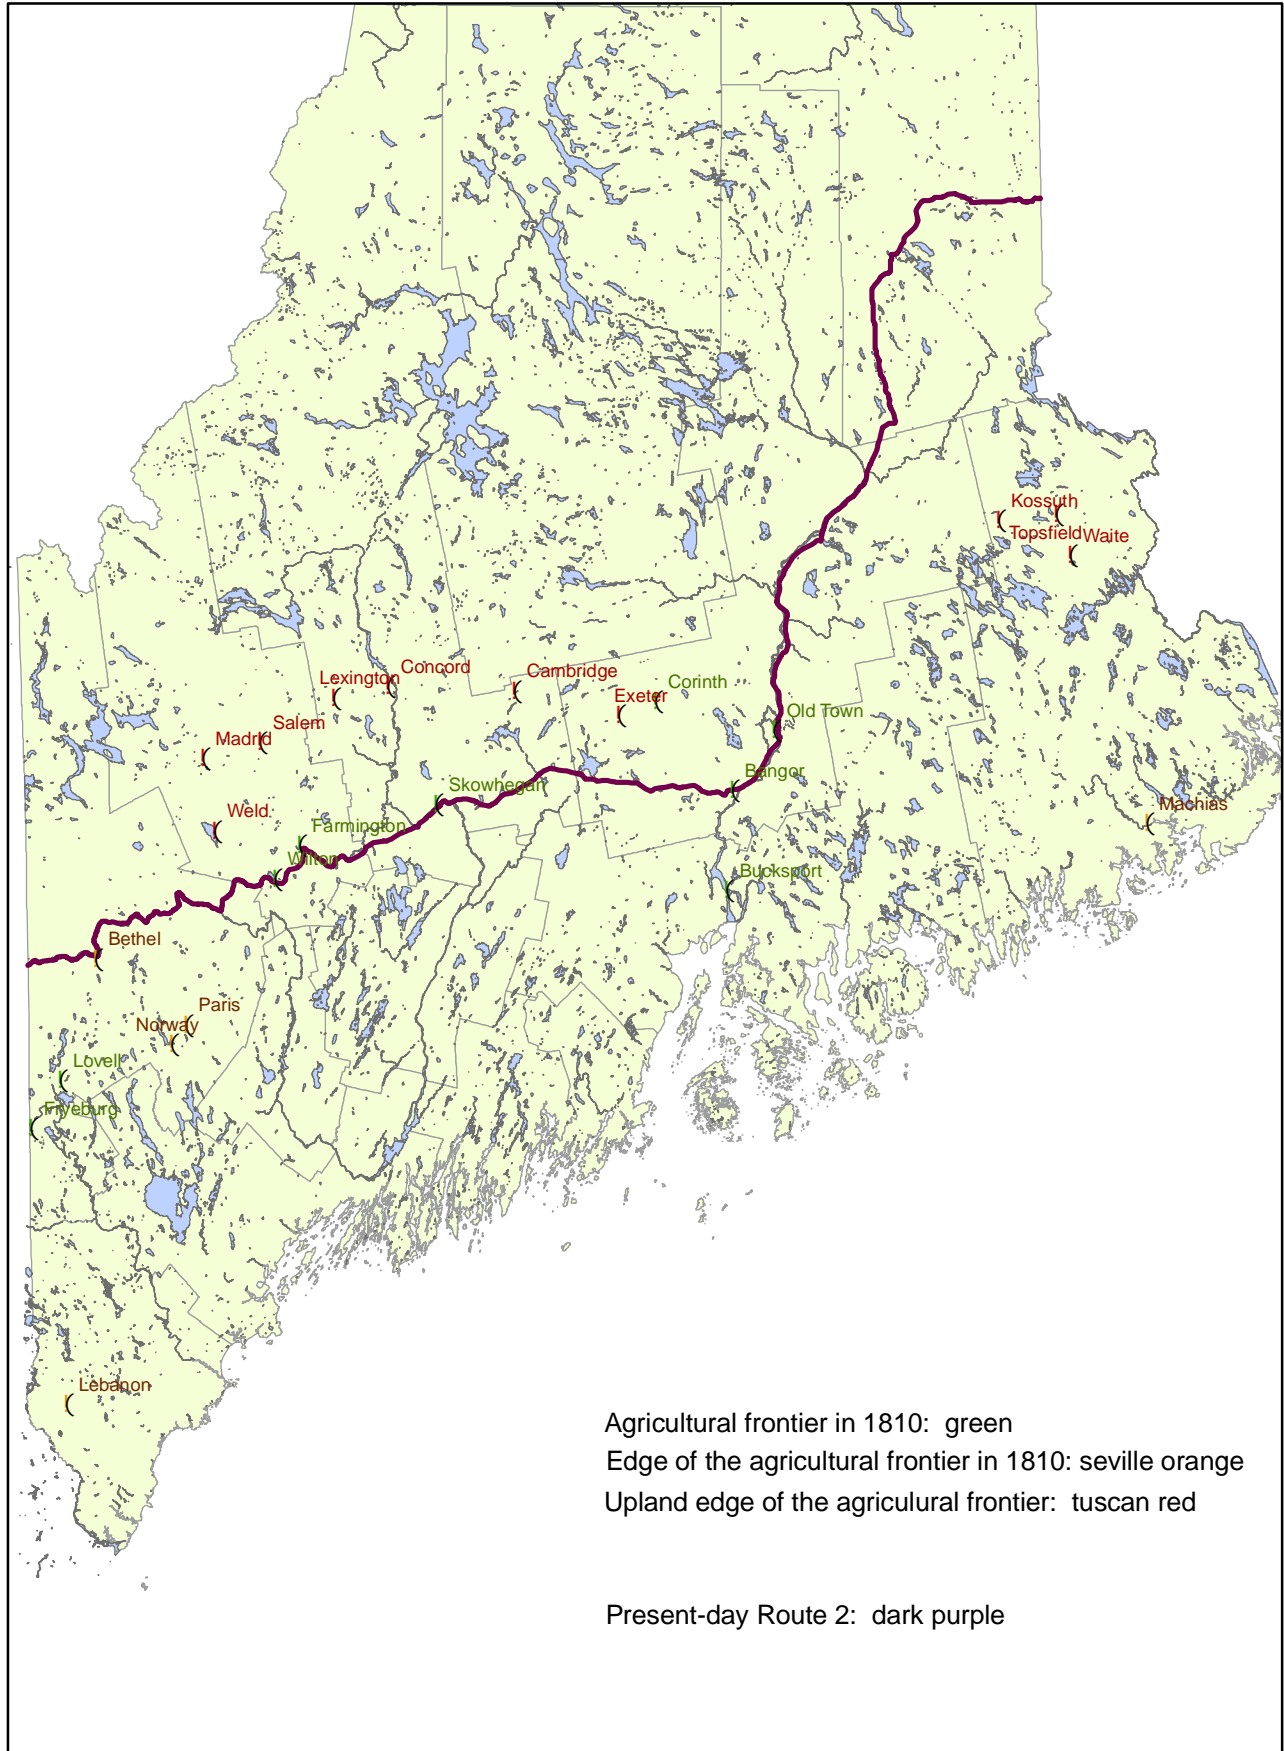 Kossuth
Topsfield
Waite
Concord
Lexington
Cambridge
Exeter
Corinth
Old Town
Salem
Madrid
Bangor
Skowhegan
Machias
Weld
Farmington
Wilton
Bucksport
Bethel
Paris
Norway
Lovell
Fryeburg
Lebanon
Agricultural frontier in 1810: green
Edge of the agricultural frontier in 1810: seville orange
Upland edge of the agriculural frontier: tuscan red
Present-day Route 2: dark purple